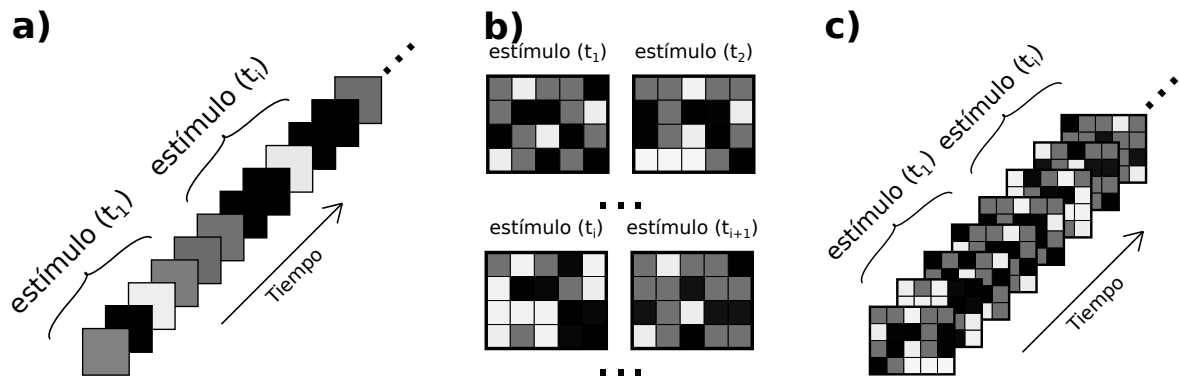 a)
estímulo (t₁)
estímulo (tᵢ)
Tiempo
b)
estímulo (t₁)
estímulo (t₂)
estímulo (tᵢ)
estímulo (tᵢ₊₁)
c)
estímulo (t₁)
estímulo (tᵢ)
Tiempo